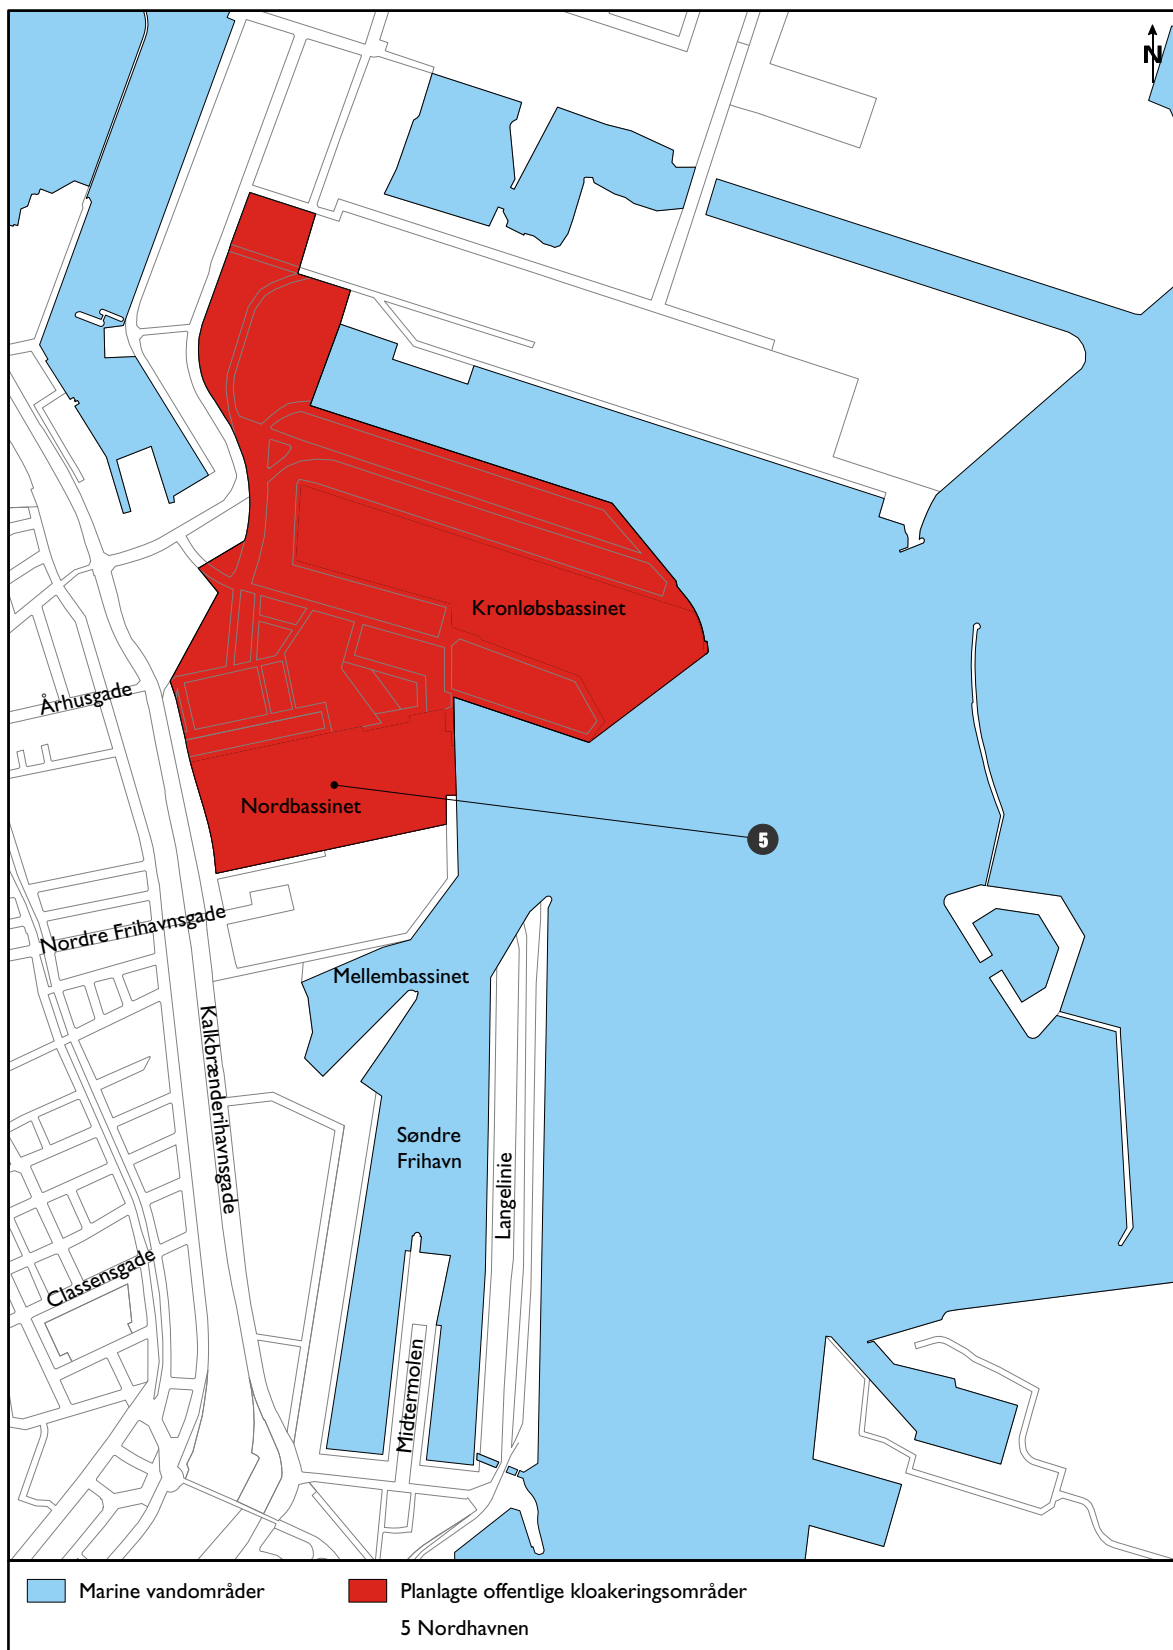 N
Kronløbsbassinet
Århusgade
Nordbassinet
5
Nordre Frihavnsgade
Mellembassinet
Kalkbrænderihavnsgade
Søndre
Frihavn
Langelinie
Classensgade
Midtermolen
Marine vandområder
Planlagte offentlige kloakeringsområder
5 Nordhavnen